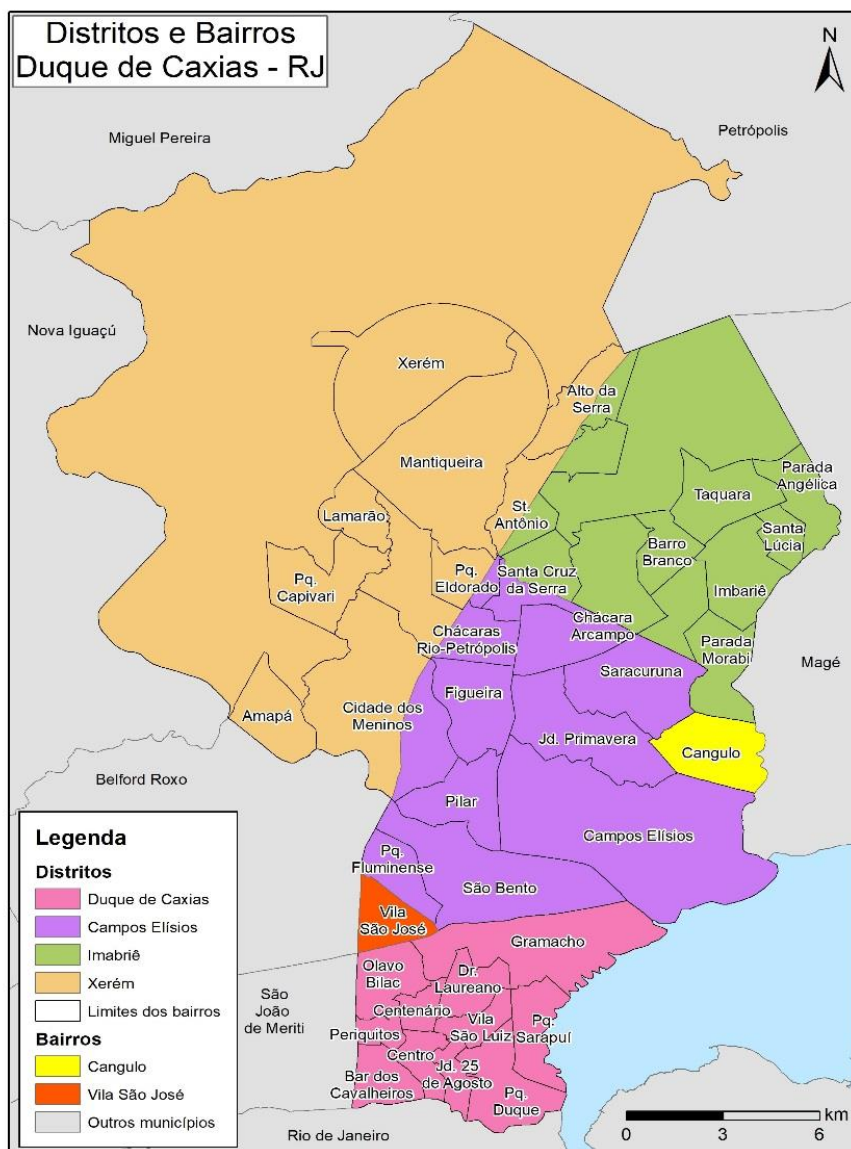 Distritos e Bairros
Duque de Caxias - RJ
N
Miguel Pereira
Petrópolis
Nova Iguaçú
Xerém
Alto da
Serra
Mantiqueira
Parada
Angélica
Taquara
Lamarão
St.
Antônio
Santa
Lúcia
Barro
Branco
Pq.
Eldorado
Santa Cruz
da Serra
Pq.
Capivari
Imbariê
Chácara
Arcampo
Chácaras
Rio-Petrópolis
Parada
Morabi
Magé
Saracuruna
Figueira
Cidade dos
Meninos
Amapá
Jd. Primavera
Cangulo
Belford Roxo
Pilar
Campos Elísios
Pq.
Fluminense
São Bento
Vila
São José
Gramacho
Olavo
Bilac
Dr.
Laureano
São
João
de Meriti
Centenário
Vila
São Luiz
Pq.
Sarapuí
Periquitos
Centro
Jd. 25
de Agosto
Bar dos
Cavalheiros
Pq.
Duque
Rio de Janeiro
km
0 3 6
Legenda
Distritos
Duque de Caxias
Campos Elísios
Imabriê
Xerém
Limites dos bairros
Bairros
Cangulo
Vila São José
Outros municípios